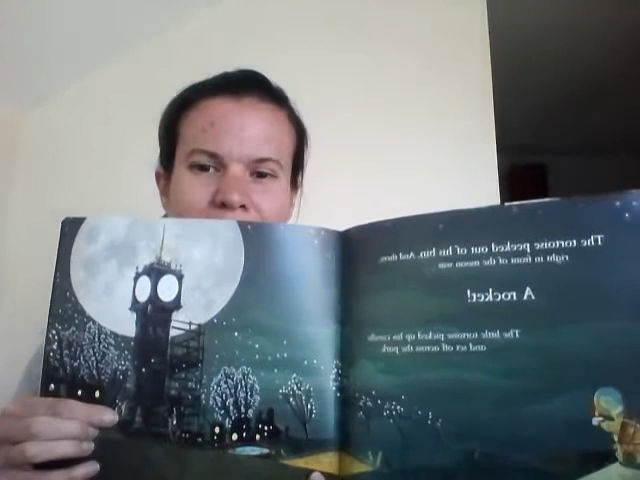 The tortoise peeked out of his bin. And there,
right in front of the moon was
A rocket!
The little tortoise picked up his candle
and set off across the park.